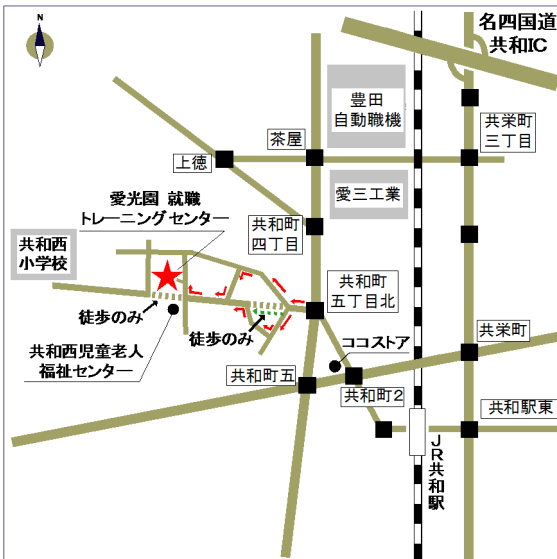 N
名四国道
共和IC
豊田
自動職機
共栄町
三丁目
茶屋
上徳
愛三工業
愛光園 就職
トレーニングセンター
共和町
四丁目
共和西
小学校
共和町
五丁目北
徒歩のみ
徒歩のみ
共栄町
ココストア
共和西児童老人
福祉センター
共和町五
共和町2
共和駅東
JR共和駅